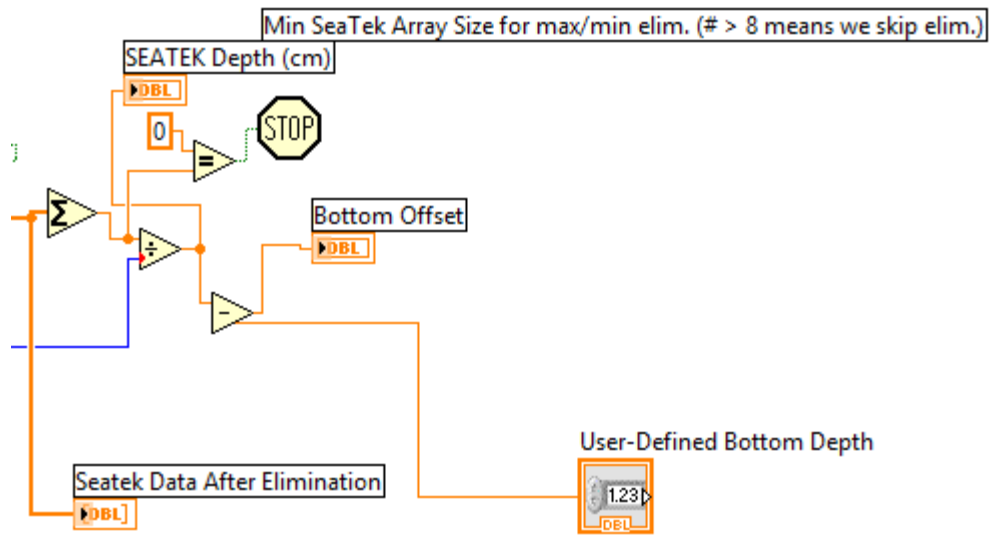 Min SeaTek Array Size for max/min elim. (# > 8 means we skip elim.)
SEATEK Depth (cm)
DBL
0
STOP
=
Σ
Bottom Offset
÷
DBL
-
User-Defined Bottom Depth
Seatek Data After Elimination
1.23
[DBL]
DBL